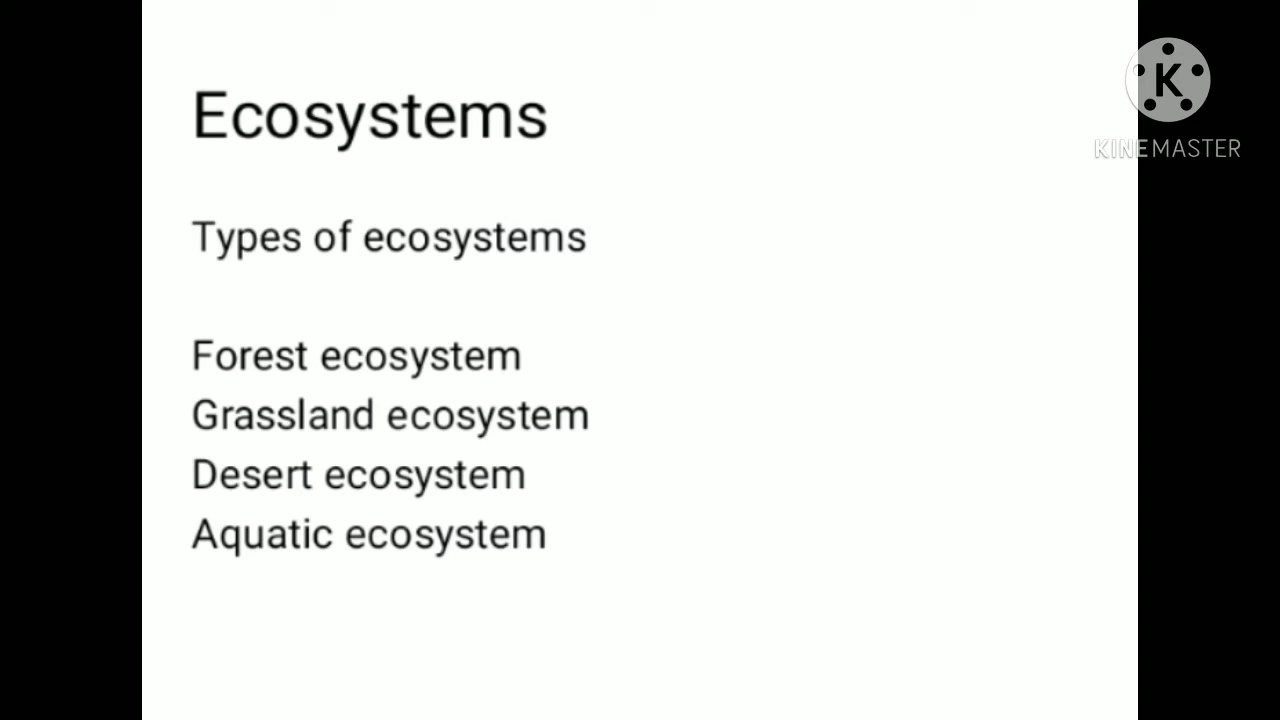 Ecosystems
Types of ecosystems
Forest ecosystem
Grassland ecosystem
Desert ecosystem
Aquatic ecosystem
K
KINEMASTER